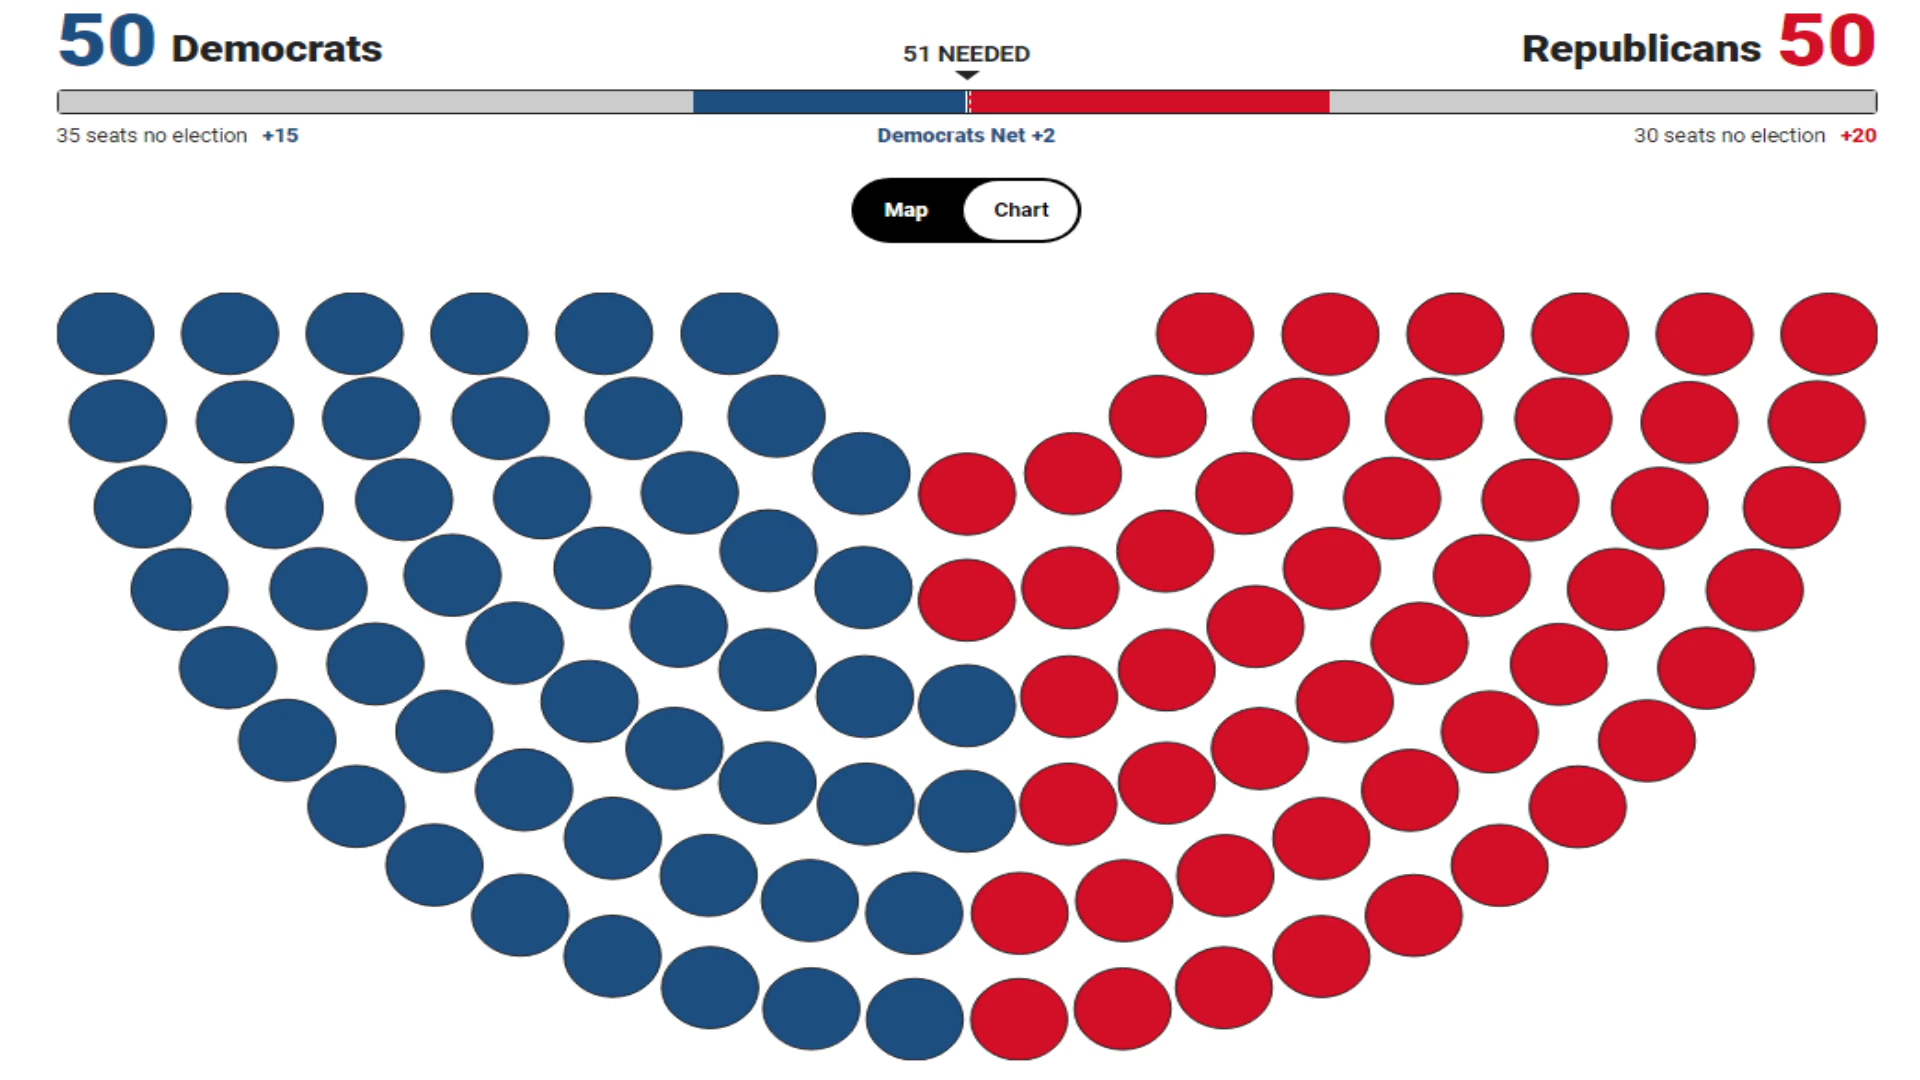 50 Democrats
51 NEEDED
Republicans 50
35 seats no election +15
Democrats Net +2
30 seats no election +20
Map
Chart